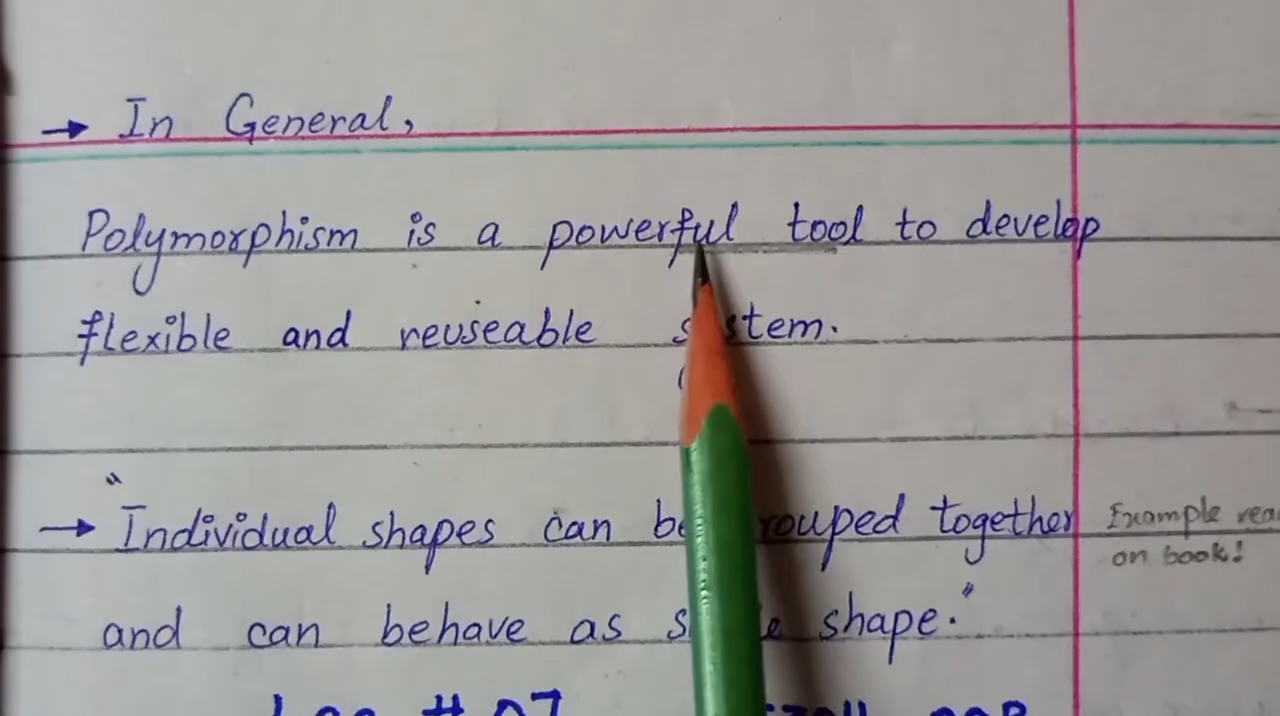 → In General,
Polymorphism is a powerful tool to develop
flexible and reuseable
→ "Individual shapes can together
Example
on book!
and can behave as shape."